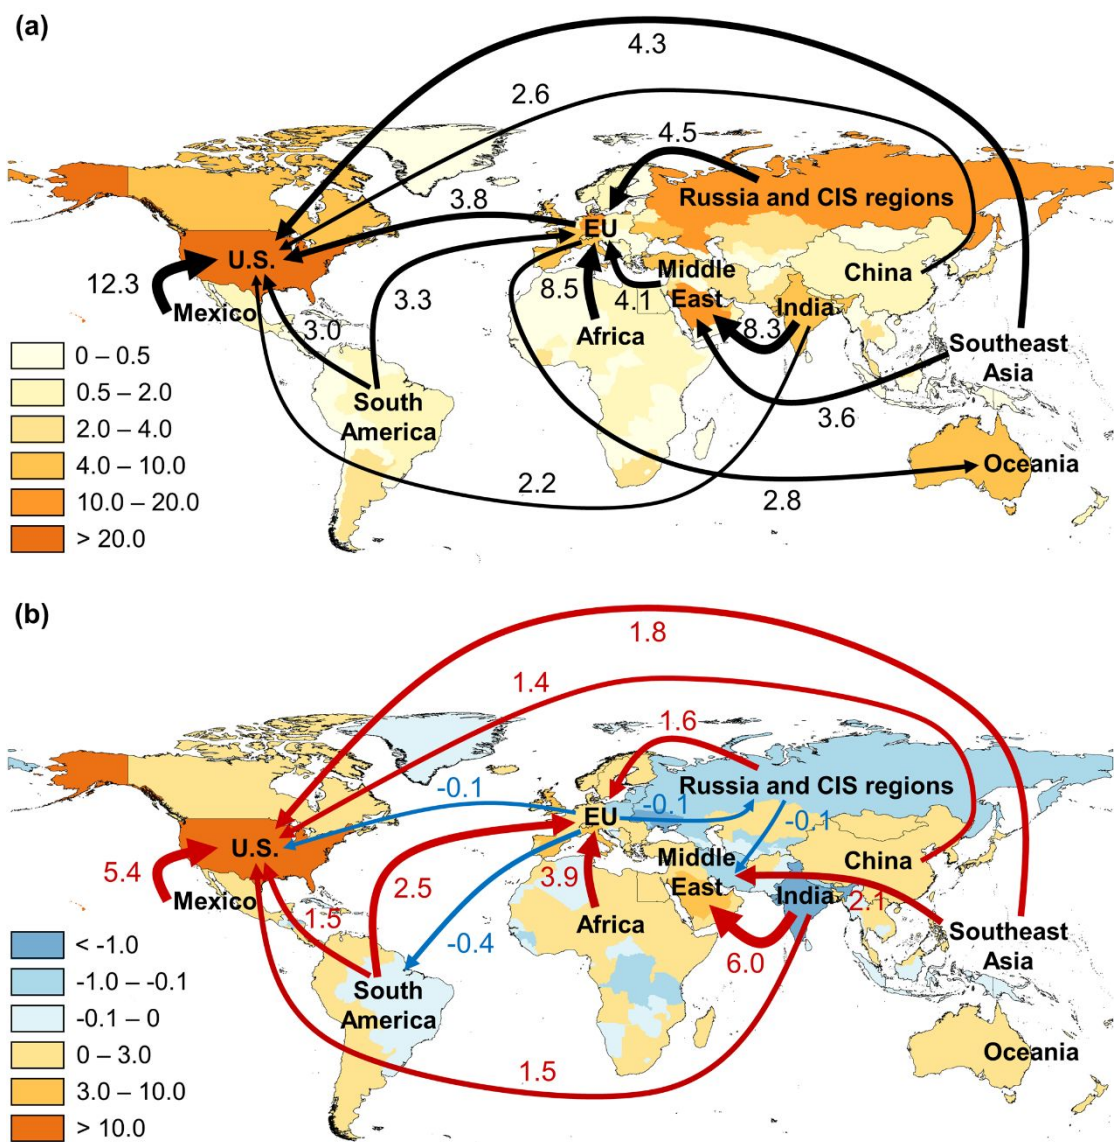 (a)
4.3
2.6
4.5
Russia and CIS regions
3.8
EU
U.S.
China
Middle
East
India
12.3
3.3
8.5
4.1
8.3
Mexico
Africa
3.0
Southeast
Asia
0 – 0.5
0.5 – 2.0
2.0 – 4.0
4.0 – 10.0
10.0 – 20.0
> 20.0
South
America
3.6
Oceania
2.2
2.8
(b)
1.8
1.4
1.6
Russia and CIS regions
-0.1
-0.1
-0.1
EU
U.S.
China
Middle
East
India
5.4
2.5
3.9
2.1
Mexico
Africa
1.5
Southeast
Asia
-0.4
6.0
< -1.0
-1.0 – -0.1
-0.1 – 0
0 – 3.0
3.0 – 10.0
> 10.0
South
America
Oceania
1.5